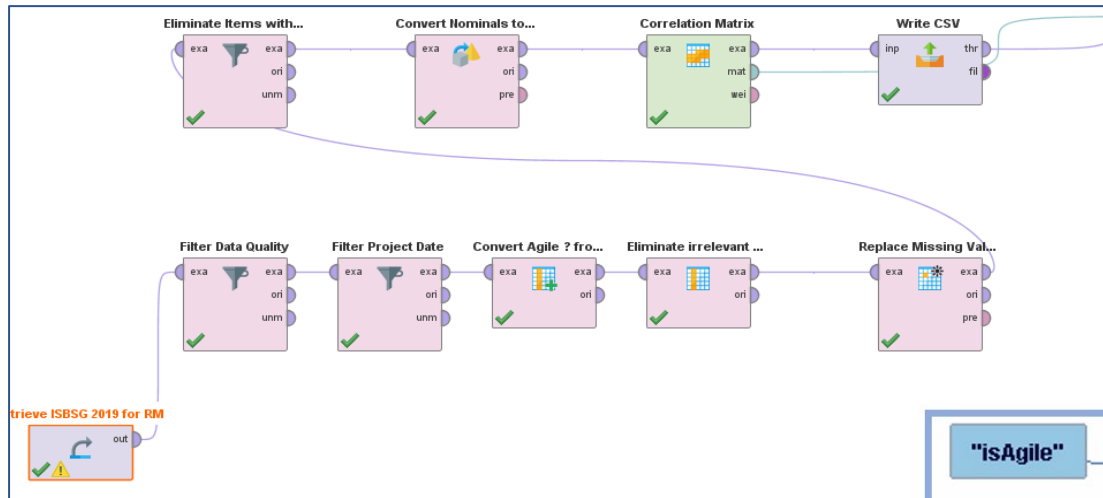 Eliminate Items with...
Convert Nominals to...
Correlation Matrix
Write CSV
exa exa
ori
unm
exa exa
ori
pre
exa exa
mat
wei
inp thr
fil
Filter Data Quality
Filter Project Date
Convert Agile ? fro...
Eliminate irrelevant ...
Replace Missing Val...
exa exa
ori
unm
exa exa
ori
unm
exa exa
ori
exa exa
ori
exa exa
ori
pre
trieve ISBSG 2019 for RM
out
"isAgile"